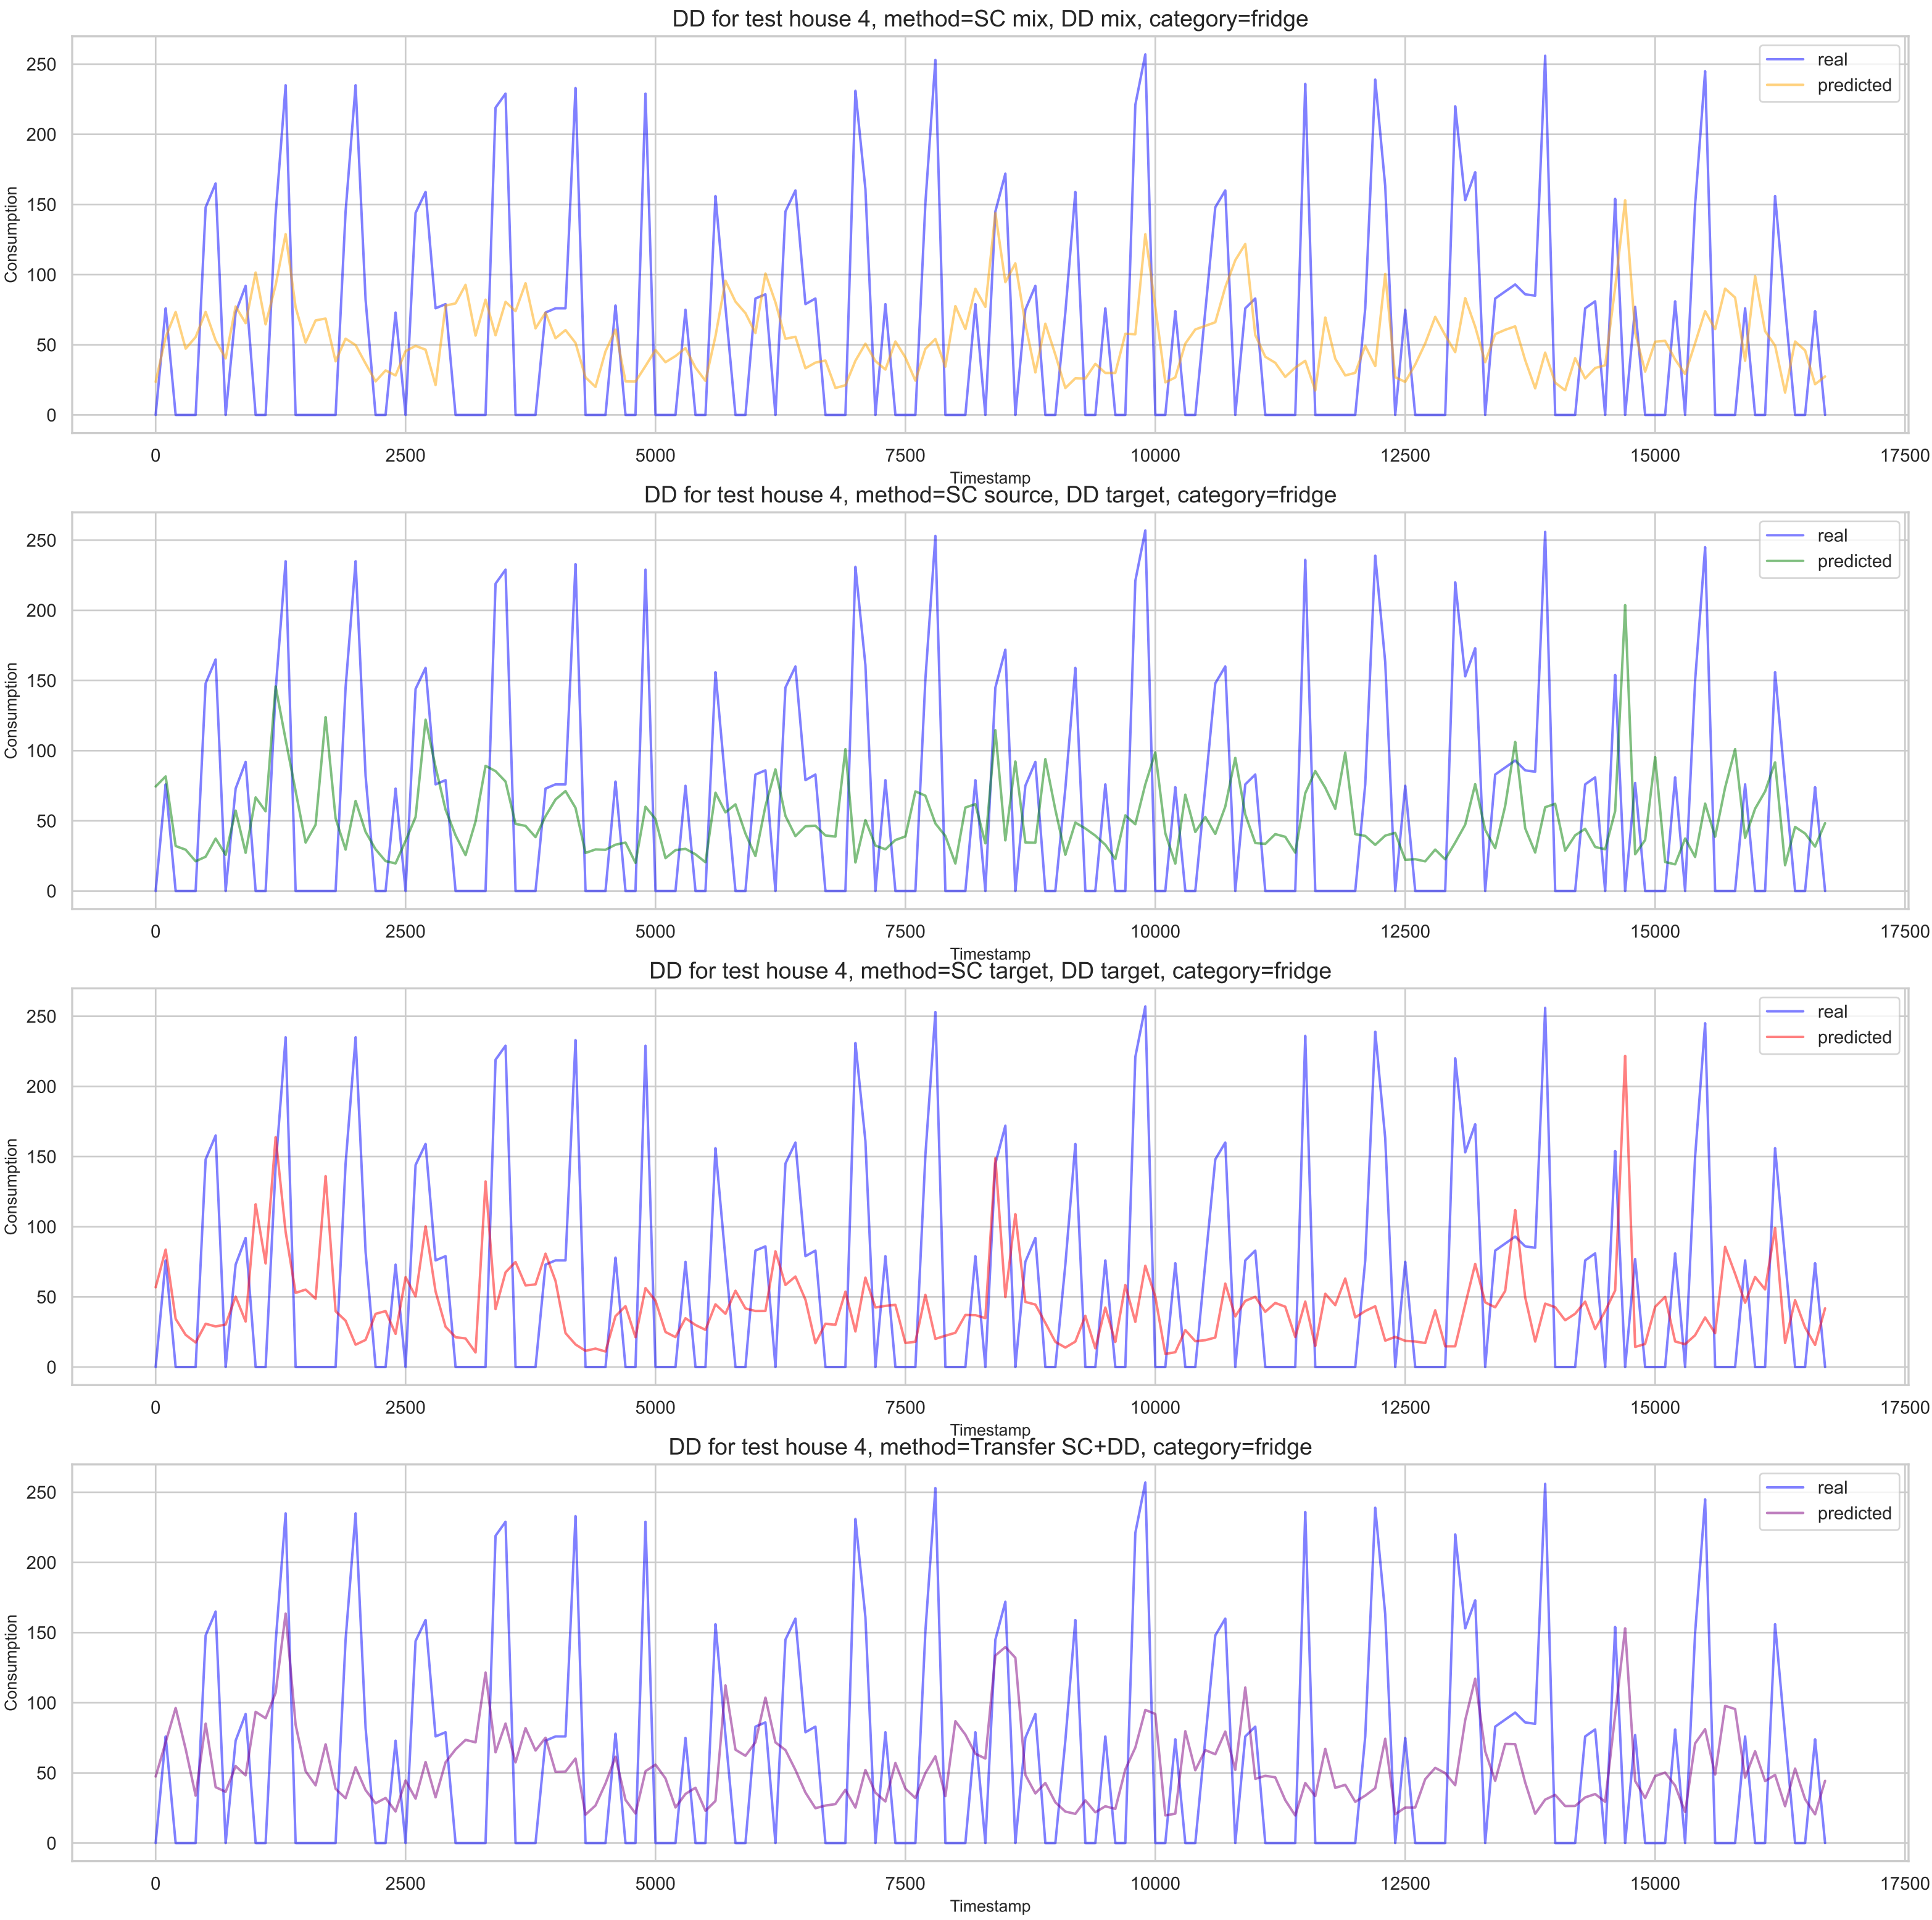 DD for test house 4, method=SC mix, DD mix, category=fridge
250
200
150
100
50
0
Consumption
real
predicted
0 2500 5000 7500 10000 12500 15000 17500
Timestamp
DD for test house 4, method=SC source, DD target, category=fridge
250
200
150
100
50
0
Consumption
real
predicted
0 2500 5000 7500 10000 12500 15000 17500
Timestamp
DD for test house 4, method=SC target, DD target, category=fridge
250
200
150
100
50
0
Consumption
real
predicted
0 2500 5000 7500 10000 12500 15000 17500
Timestamp
DD for test house 4, method=Transfer SC+DD, category=fridge
250
200
150
100
50
0
Consumption
real
predicted
0 2500 5000 7500 10000 12500 15000 17500
Timestamp